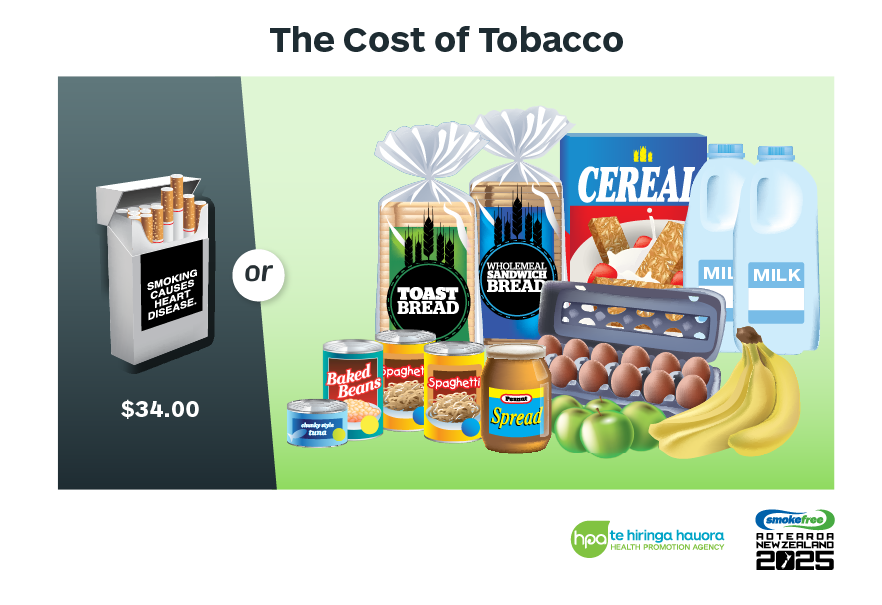 The Cost of Tobacco
SMOKING
CAUSES
HEART
DISEASE.
$34.00
or
TOAST
BREAD
WHOLEMEAL
SANDWICH
BREAD
CEREAL
MIL
MILK
Baked
Beans
Spaghett
Spaghetti
chunky style
tuna
Peanut
Spread
hpa te hiringa hauora
HEALTH PROMOTION AGENCY
smokefree
AOTEAROA
NEW ZEALAND
2025